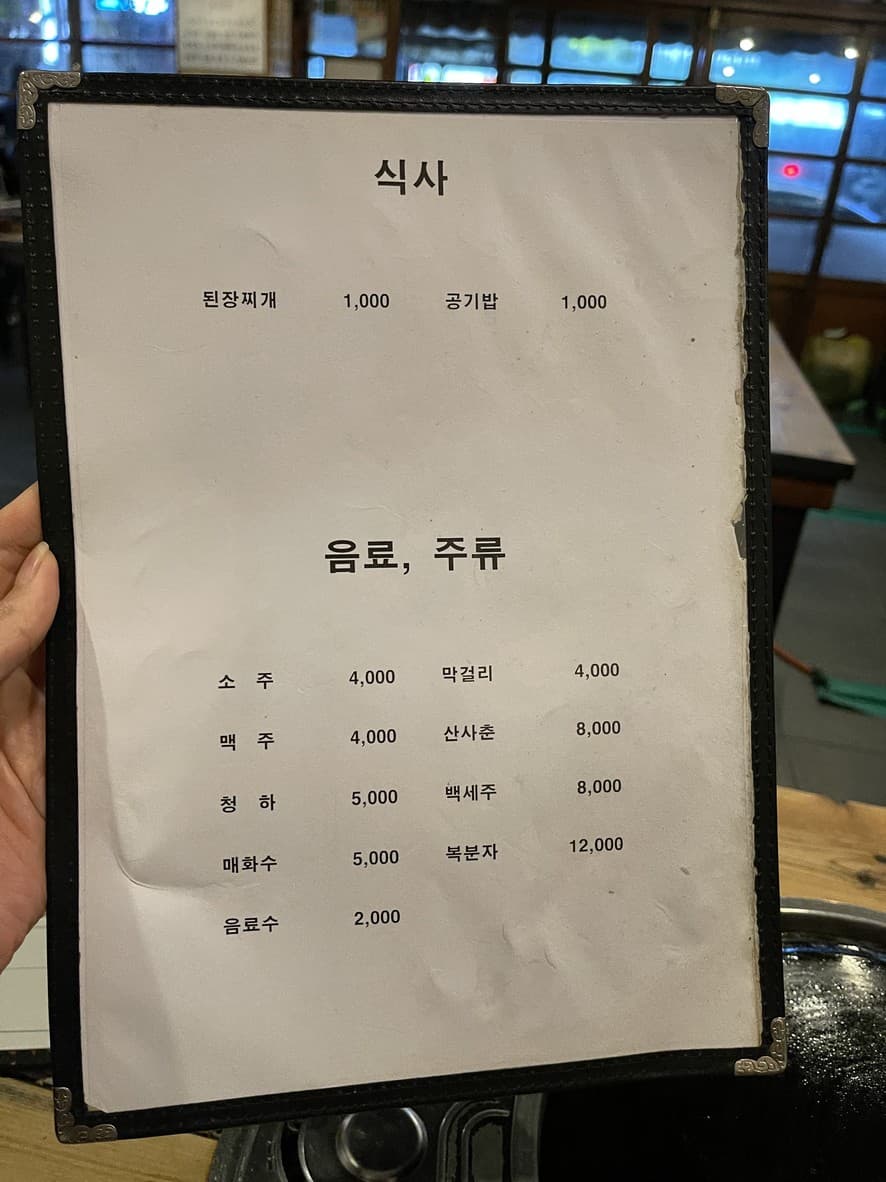 식사
된장찌개 1,000 공기밥 1,000
음료, 주류
소 주 4,000 막걸리 4,000
맥 주 4,000 산사춘 8,000
청 하 5,000 백세주 8,000
매화수 5,000 복분자 12,000
음료수 2,000